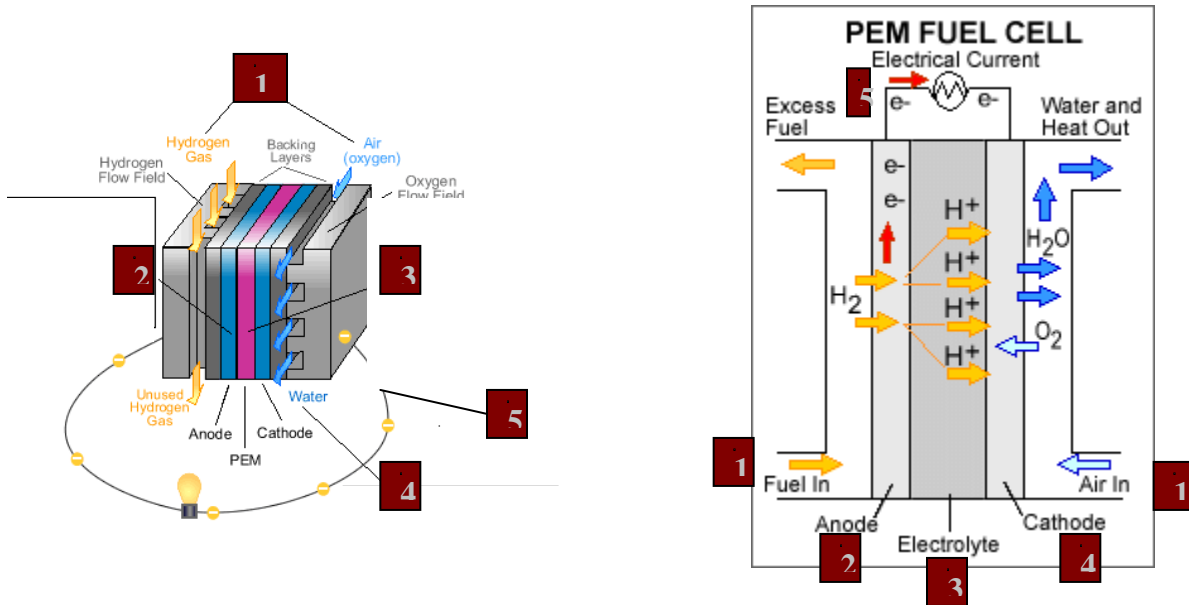 1
Hydrogen
Gas
Hydrogen
Flow Field
Backing
Layers
Air
(oxygen)
Oxygen
Flow Field
2
3
Unused
Hydrogen
Gas
Water
Anode
Cathode
PEM
5
4
PEM FUEL CELL
Electrical Current
5
e- e-
Excess
Fuel
Water and
Heat Out
e-
e-
H+
H2O
H+
H2
H+
O2
H+
1
Fuel In
Air In
1
Anode
Cathode
2
Electrolyte
4
3